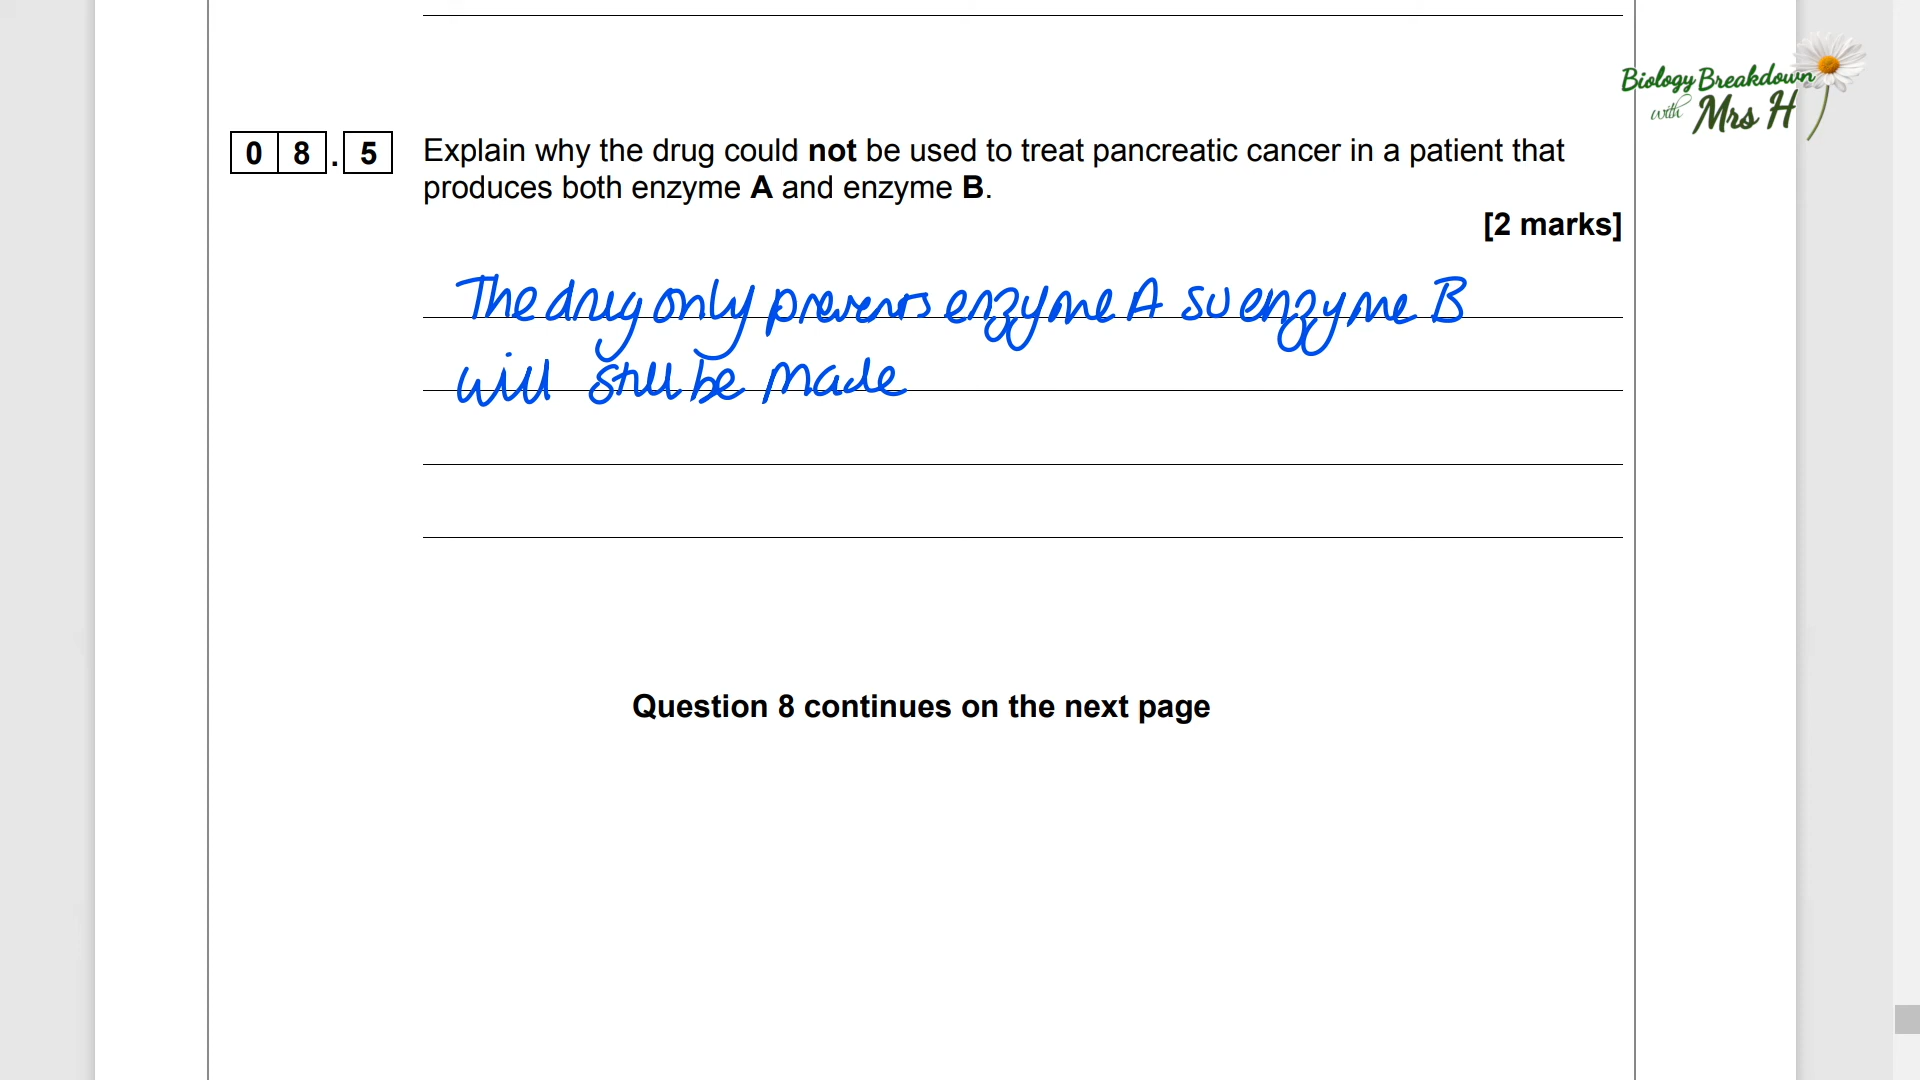 Biology Breakdown
with Mrs H
08.5 Explain why the drug could not be used to treat pancreatic cancer in a patient that
produces both enzyme A and enzyme B.
[2 marks]
The drug only prevents enzyme A so enzyme B
will still be made
Question 8 continues on the next page